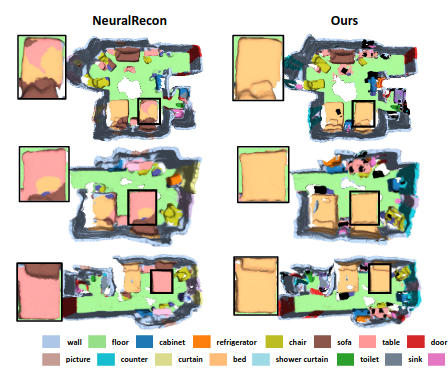 NeuralRecon Ours
wall floor cabinet refrigerator chair sofa table door
picture counter curtain bed shower curtain toilet sink